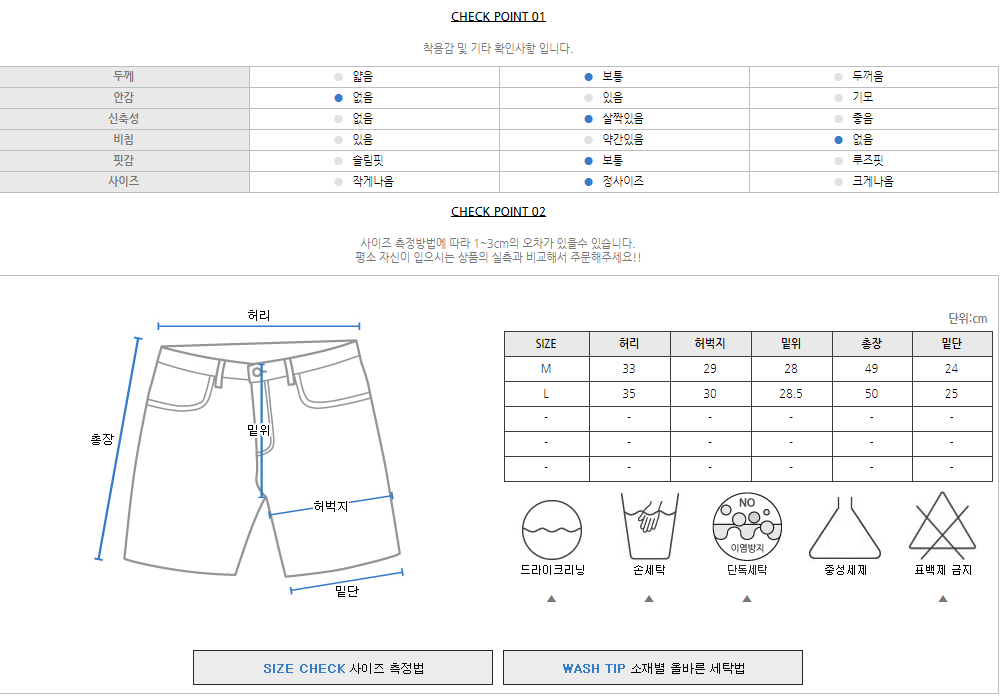 CHECK POINT 01
착용감 및 기타 확인사항 입니다.
두께 얇음 보통 두꺼움
안감 없음 있음 기모
신축성 없음 살짝있음 좋음
비침 있음 약간있음 없음
핏감 슬림핏 보통 루즈핏
사이즈 작게나옴 정사이즈 크게나옴
CHECK POINT 02
사이즈 측정방법에 따라 1~3cm의 오차가 있을수 있습니다.
평소 자신이 입으시는 상품의 실측과 비교해서 주문해주세요!!
허리
총장
밑위
허벅지
밑단
단위:cm
SIZE 허리 허벅지 밑위 총장 밑단
M 33 29 28 49 24
L 35 30 28.5 50 25
- - - - - -
- - - - - -
- - - - - -
NO
이염방지
드라이크리닝 손세탁 단독세탁 중성세제 표백제 금지
SIZE CHECK 사이즈 측정법
WASH TIP 소재별 올바른 세탁법